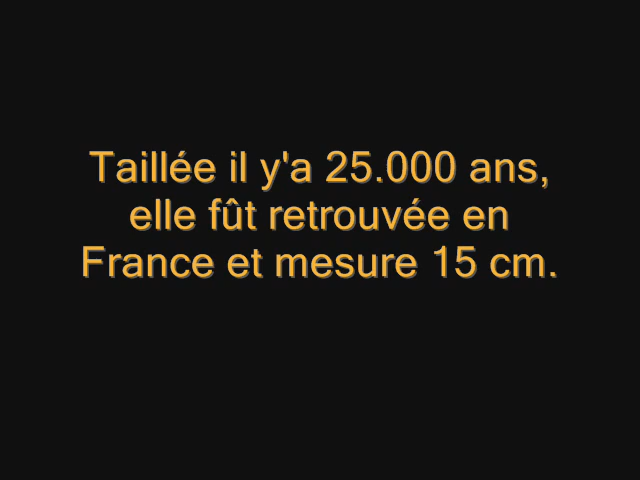 Taillée il y'a 25.000 ans,
elle fût retrouvée en
France et mesure 15 cm.